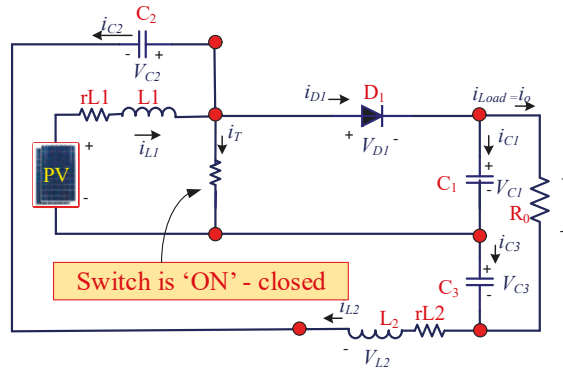 iC2
C2
- +
VC2
rL1
L1
iL1
+
PV
-
iT
iD1
D1
+ VD1 -
iLoad =io
iC1
+
C1
VC1
-
R0
-
Switch is ‘ON’ - closed
iC3
+
C3
VC3
-
iL2
L2
rL2
-
VL2